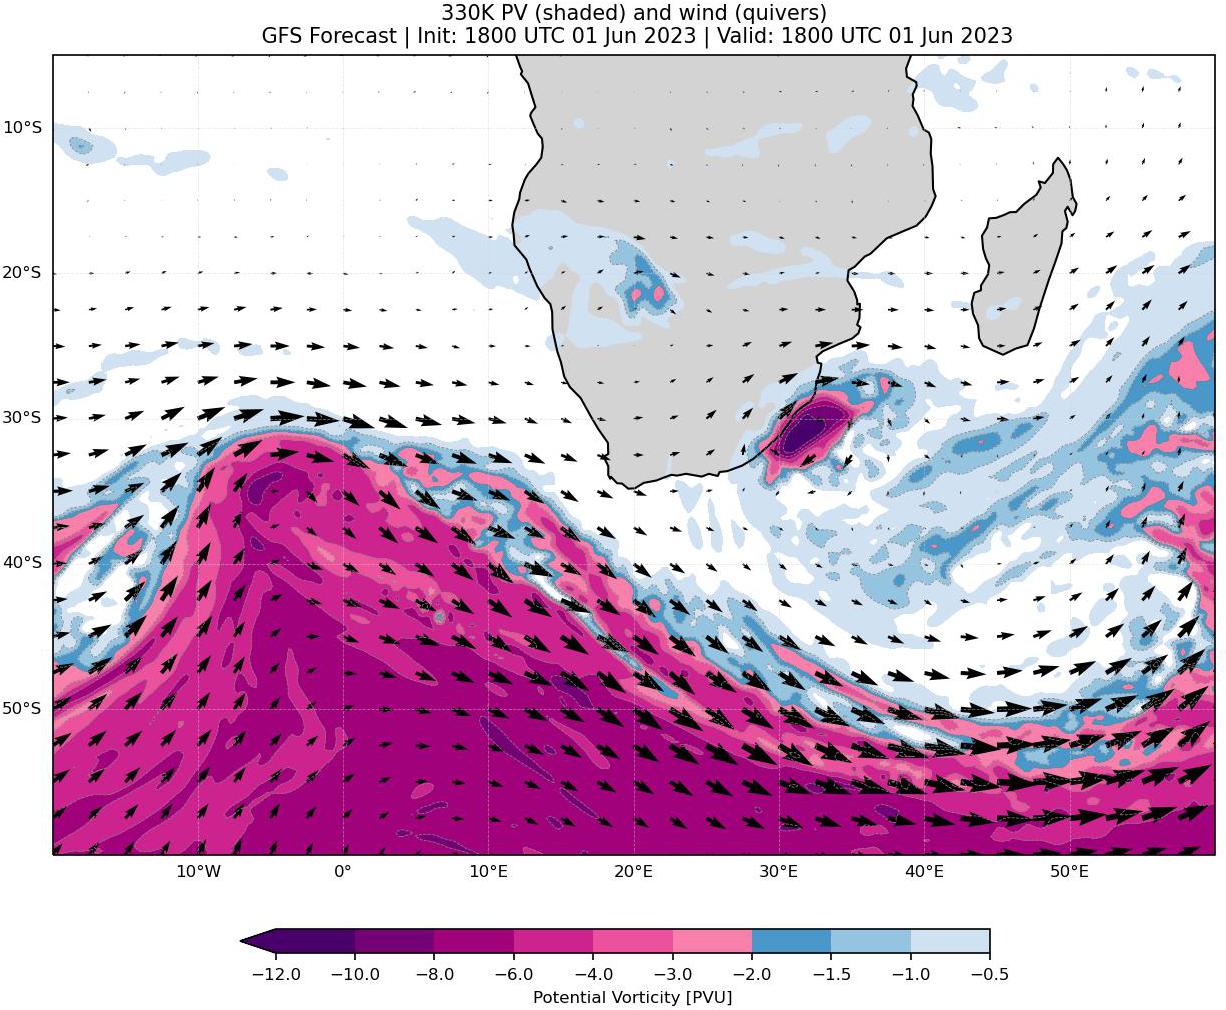 330K PV (shaded) and wind (quivers)
GFS Forecast | Init: 1800 UTC 01 Jun 2023 | Valid: 1800 UTC 01 Jun 2023
10°S
20°S
30°S
40°S
50°S
10°W 0° 10°E 20°E 30°E 40°E 50°E
−12.0 −10.0 −8.0 −6.0 −4.0 −3.0 −2.0 −1.5 −1.0 −0.5
Potential Vorticity [PVU]